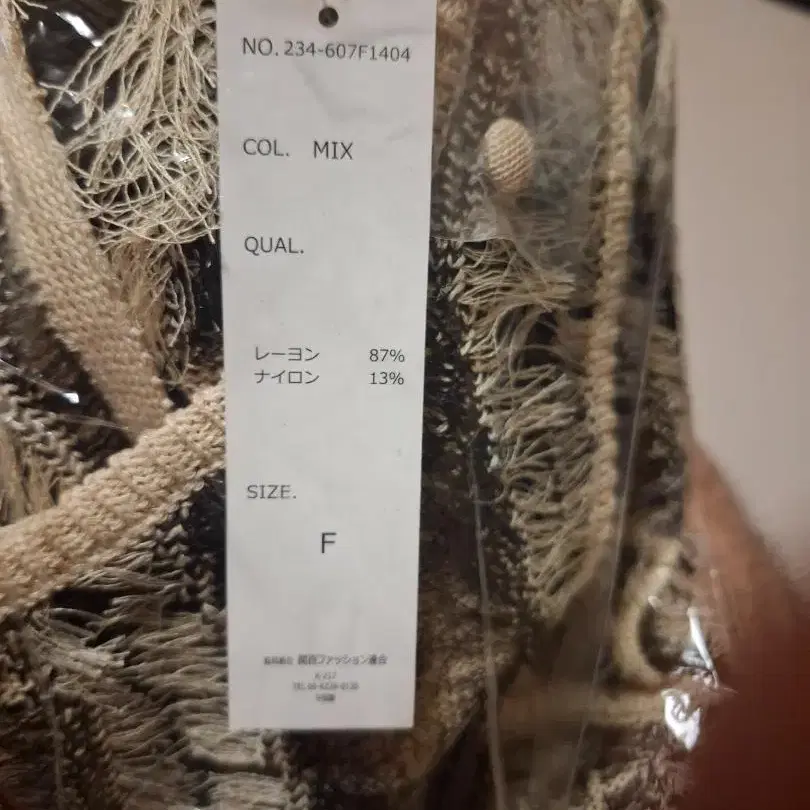 NO. 234-607F1404
COL. MIX
QUAL.
レーヨン 87%
ナイロン 13%
SIZE.
F
関西ファッション連合